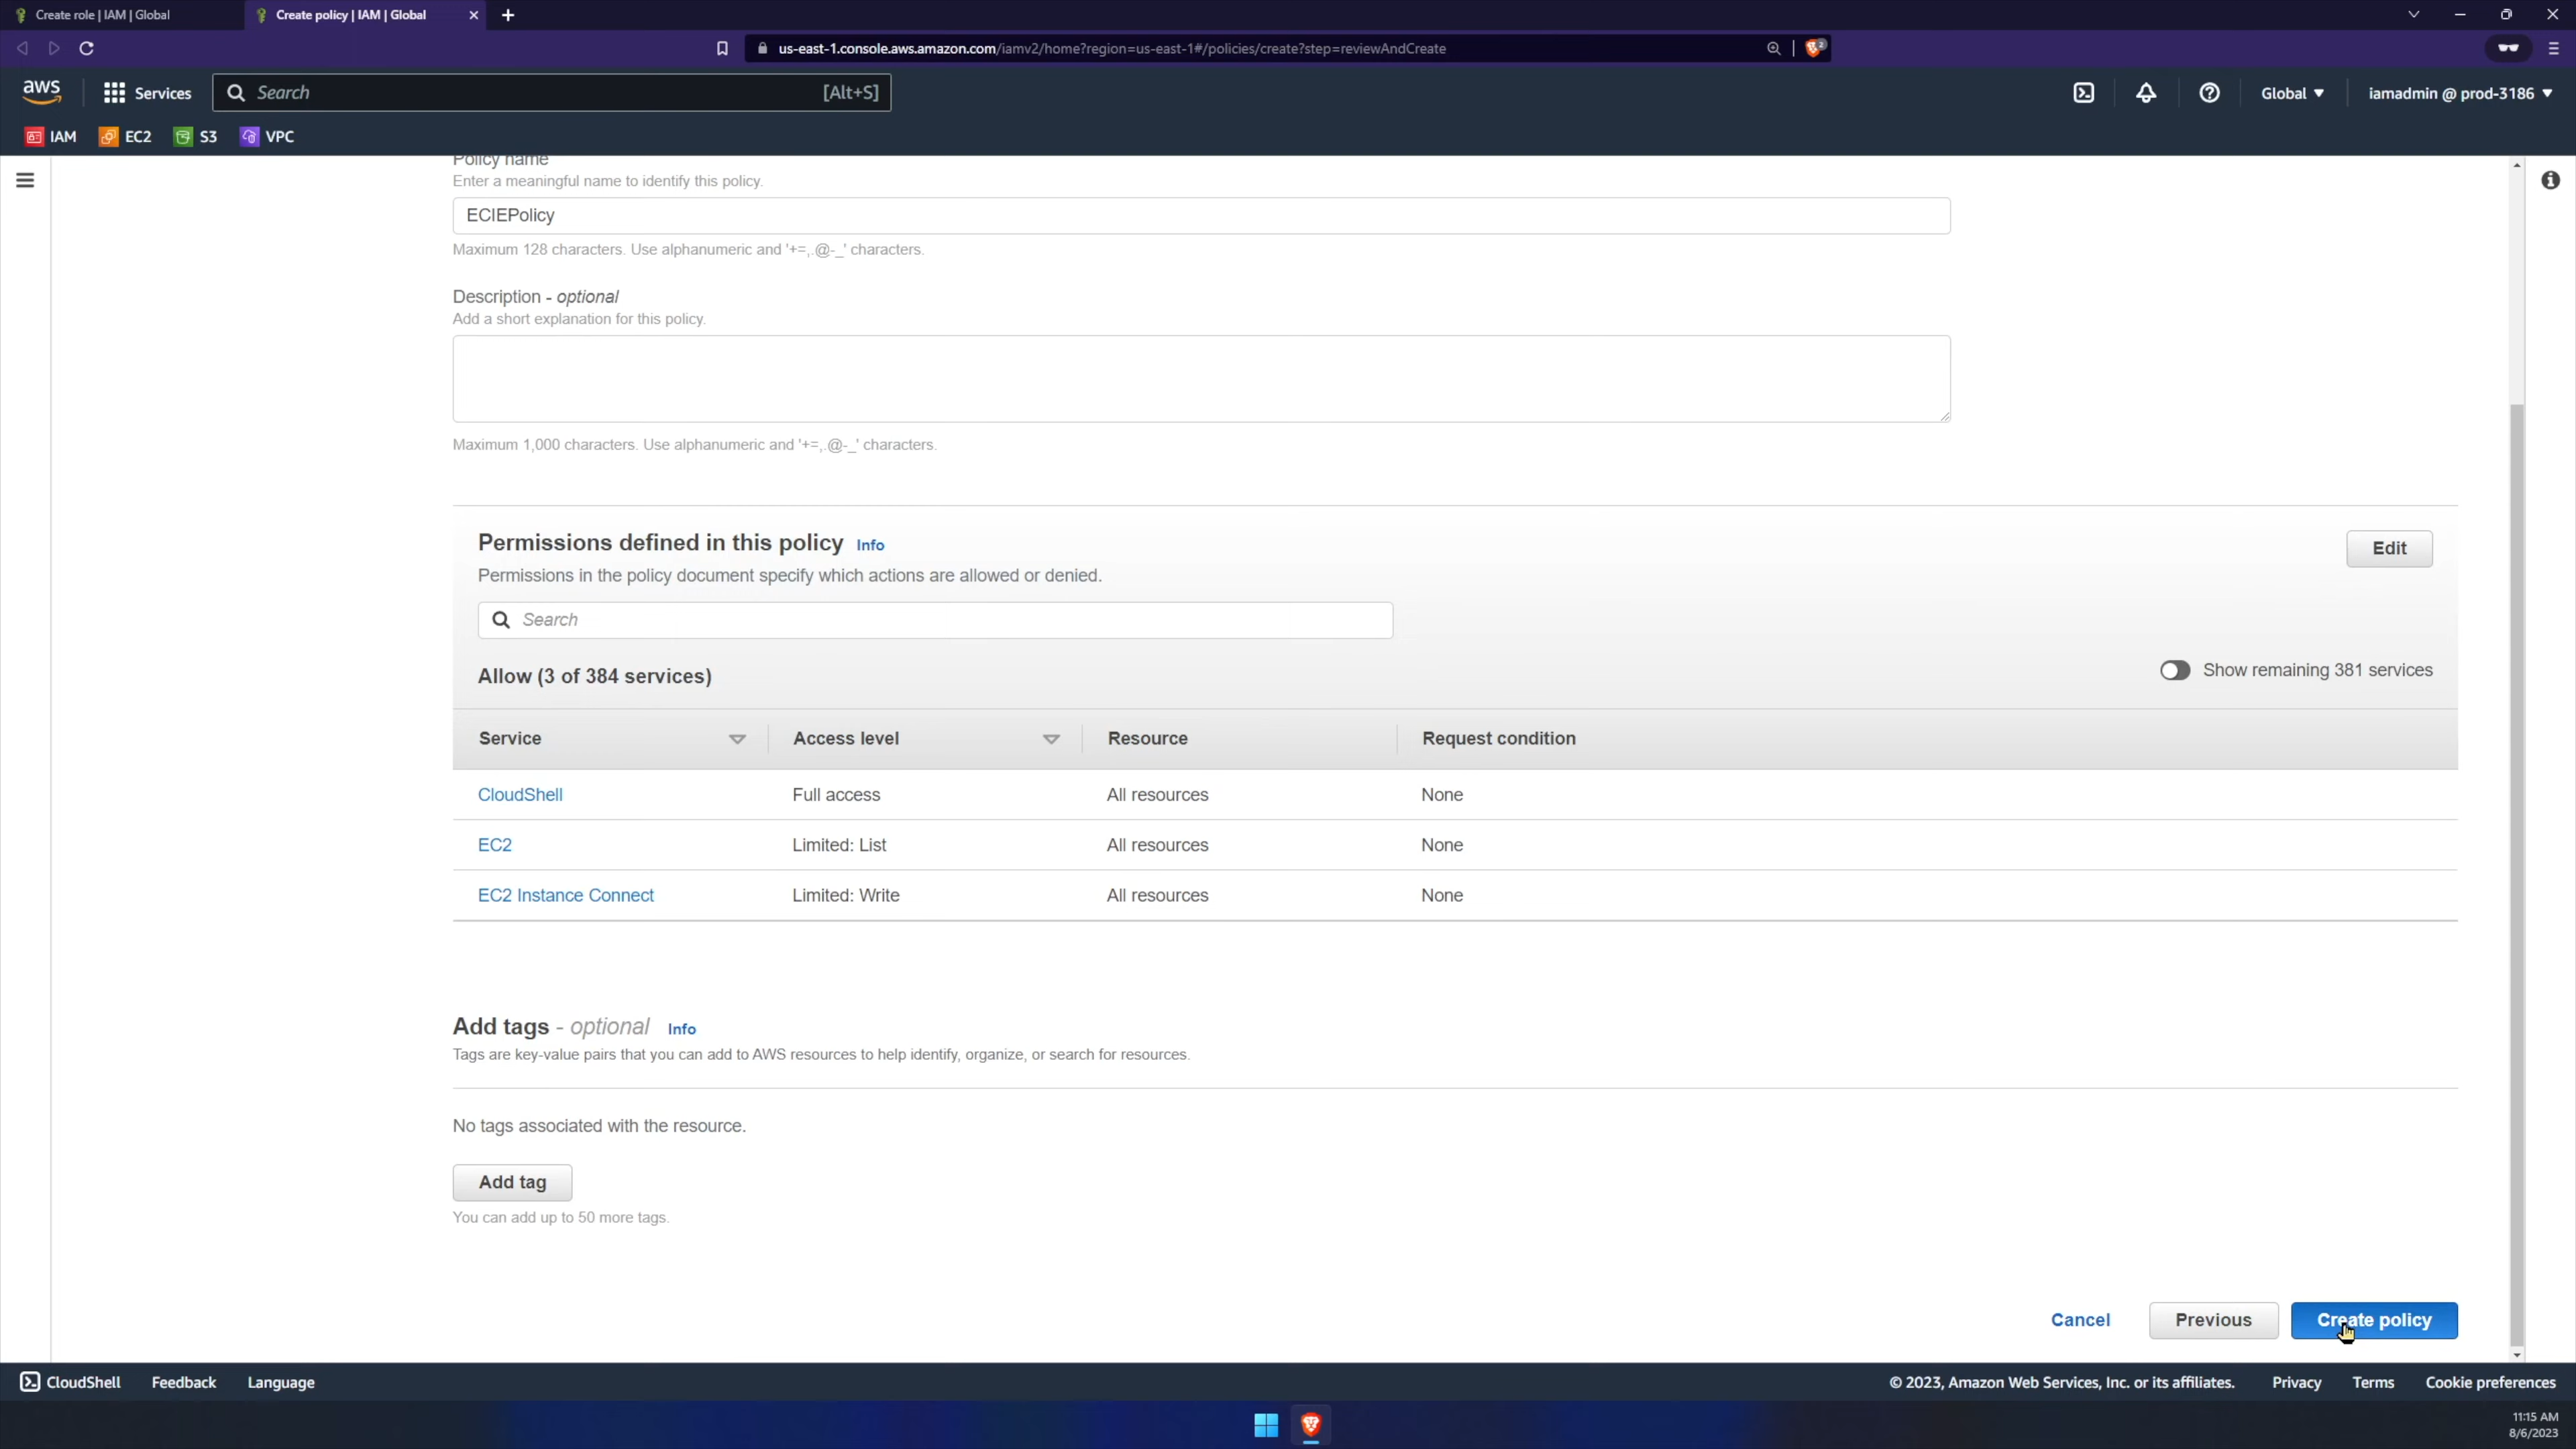 Create role | IAM | Global
Create policy | IAM | Global
us-east-1.console.aws.amazon.com/iamv2/home?region=us-east-1#/policies/create?step=reviewAndCreate
2
aws
Services
Search
[Alt+S]
Global
iamadmin @ prod-3186
IAM
EC2
S3
VPC
Policy name
Enter a meaningful name to identify this policy.
ECIEPolicy
Maximum 128 characters. Use alphanumeric and '+=,.@-_' characters.
Description - optional
Add a short explanation for this policy.
Maximum 1,000 characters. Use alphanumeric and '+=,.@-_' characters.
Permissions defined in this policy Info
Edit
Permissions in the policy document specify which actions are allowed or denied.
Search
Allow (3 of 384 services)
Show remaining 381 services
Service Access level Resource Request condition
CloudShell Full access All resources None
EC2 Limited: List All resources None
EC2 Instance Connect Limited: Write All resources None
Add tags - optional Info
Tags are key-value pairs that you can add to AWS resources to help identify, organize, or search for resources.
No tags associated with the resource.
Add tag
You can add up to 50 more tags.
Cancel
Previous
Create policy
CloudShell
Feedback
Language
© 2023, Amazon Web Services, Inc. or its affiliates.
Privacy
Terms
Cookie preferences
11:15 AM
8/6/2023